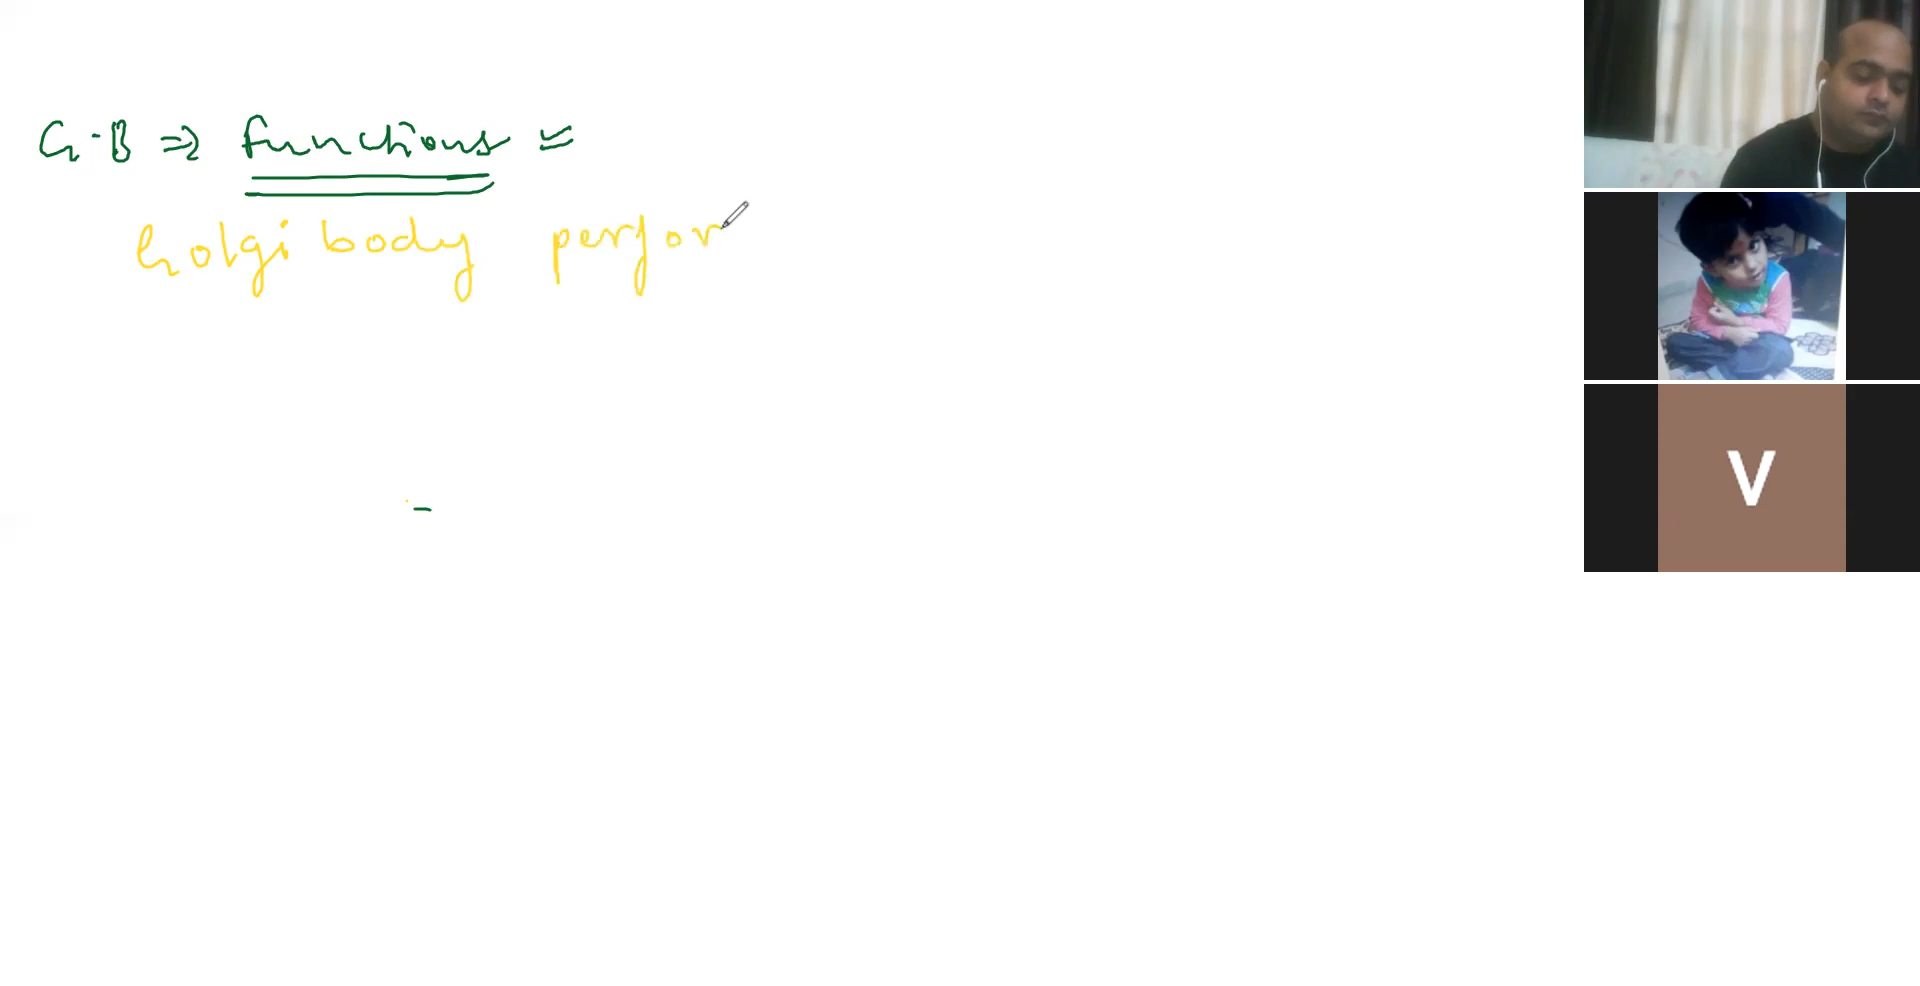 G.B ⇒ functions =
Golgi body perfor
V